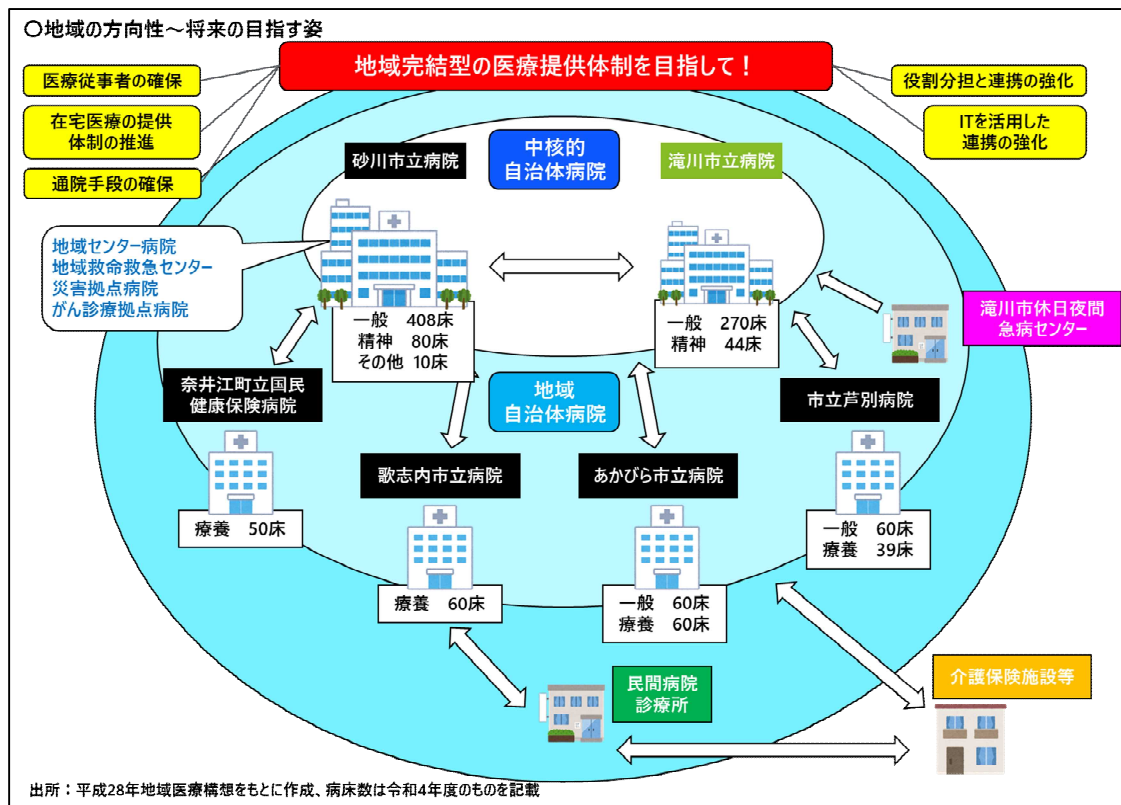 〇地域の方向性～将来の目指す姿
地域完結型の医療提供体制を目指して！
医療従事者の確保
在宅医療の提供
体制の推進
通院手段の確保
役割分担と連携の強化
ITを活用した
連携の強化
中核的
自治体病院
砂川市立病院
滝川市立病院
地域センター病院
地域救命救急センター
災害拠点病院
がん診療拠点病院
一般 408床
精神 80床
その他 10床
一般 270床
精神 44床
滝川市休日夜間
急病センター
奈井江町立国民
健康保険病院
地域
自治体病院
市立芦別病院
歌志内市立病院
あかびら市立病院
療養 50床
一般 60床
療養 39床
療養 60床
一般 60床
療養 60床
民間病院
診療所
介護保険施設等
出所：平成28年地域医療構想をもとに作成、病床数は令和4年度のものを記載